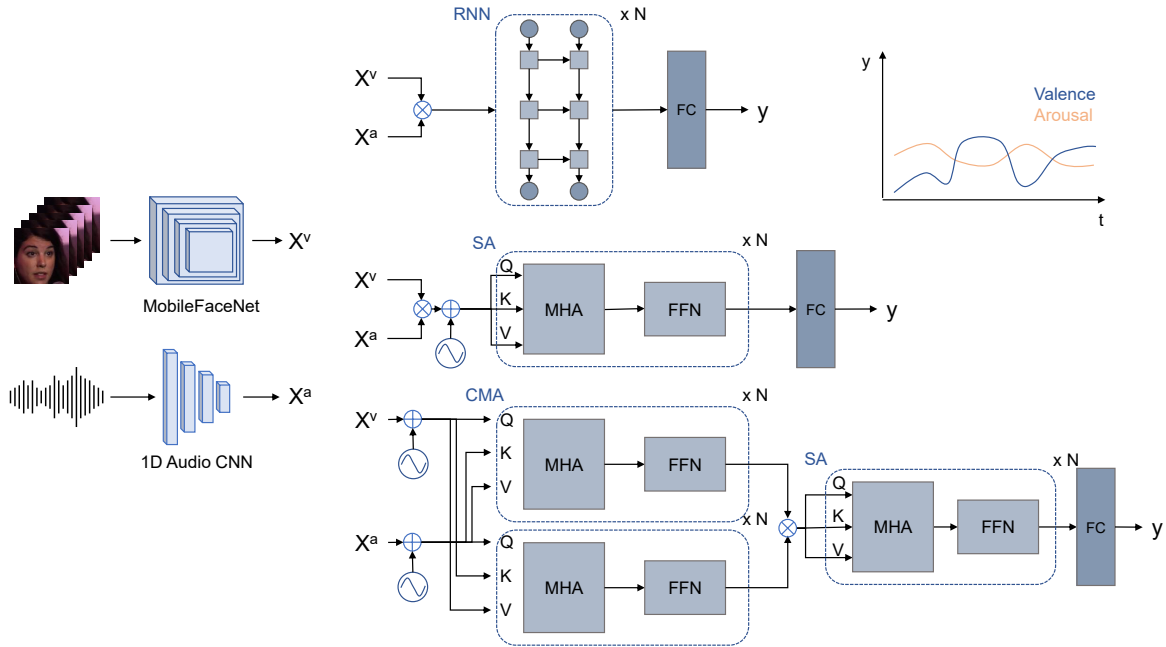 RNN
x N
Xᵛ
Xᵃ
FC
y
y
Valence
Arousal
t
MobileFaceNet
Xᵛ
1D Audio CNN
Xᵃ
SA
x N
Xᵛ
Xᵃ
Q
K
V
MHA
FFN
FC
y
CMA
x N
Xᵛ
Q
K
V
MHA
FFN
x N
Xᵃ
Q
K
V
MHA
FFN
SA
x N
Q
K
V
MHA
FFN
FC
y